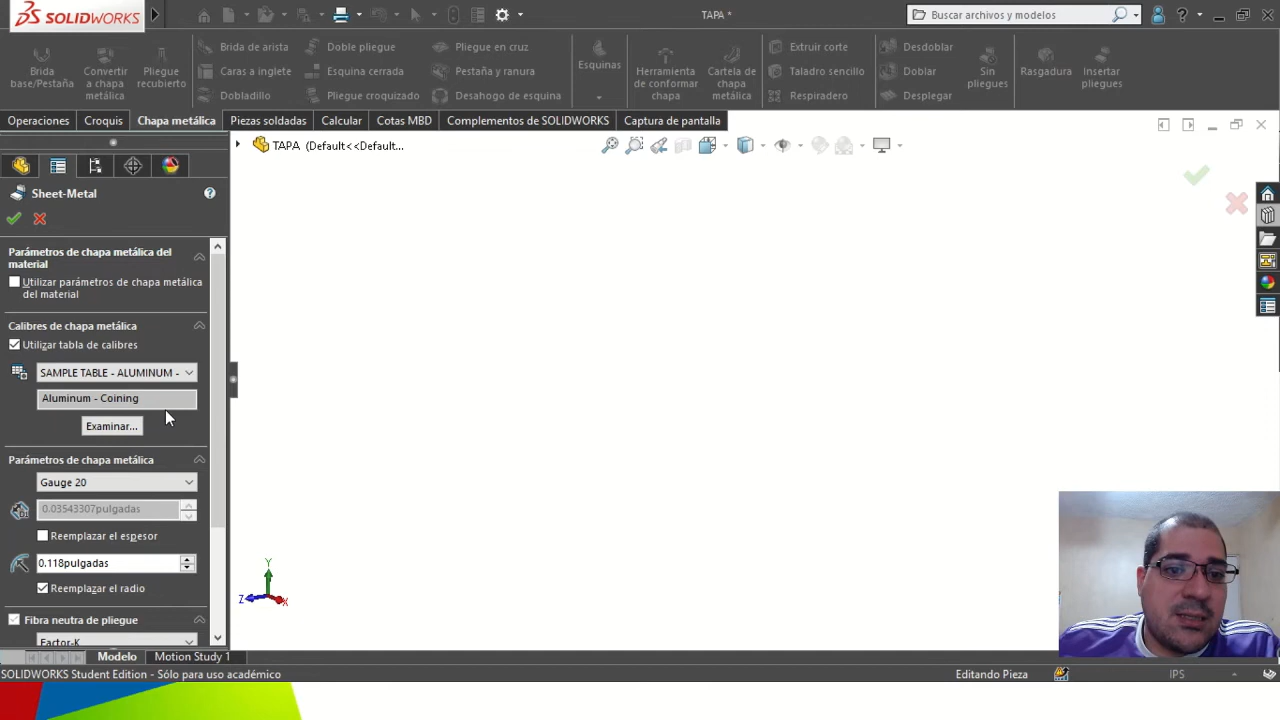 SOLIDWORKS
TAPA *
Buscar archivos y modelos
Brida base/Pestaña
Convertir a chapa metálica
Pliegue recubierto
Brida de arista
Caras a inglete
Dobladillo
Doble pliegue
Esquina cerrada
Pliegue croquizado
Pliegue en cruz
Pestaña y ranura
Desahogo de esquina
Esquinas
Herramienta de conformar chapa
Cartela de chapa metálica
Extruir corte
Taladro sencillo
Respiradero
Desdoblar
Doblar
Desplegar
Sin pliegues
Rasgadura
Insertar pliegues
Operaciones
Croquis
Chapa metálica
Piezas soldadas
Calcular
Cotas MBD
Complementos de SOLIDWORKS
Captura de pantalla
TAPA (Default<<Default...
Sheet-Metal
Parámetros de chapa metálica del
material
Utilizar parámetros de chapa metálica
del material
Calibres de chapa metálica
Utilizar tabla de calibres
SAMPLE TABLE - ALUMINUM -
Aluminum - Coining
Examinar...
Parámetros de chapa metálica
Gauge 20
0.03543307pulgadas
Reemplazar el espesor
0.118pulgadas
Reemplazar el radio
Fibra neutra de pliegue
Factor-K
Y
Z
X
Modelo
Motion Study 1
SOLIDWORKS Student Edition - Sólo para uso académico
Editando Pieza
IPS